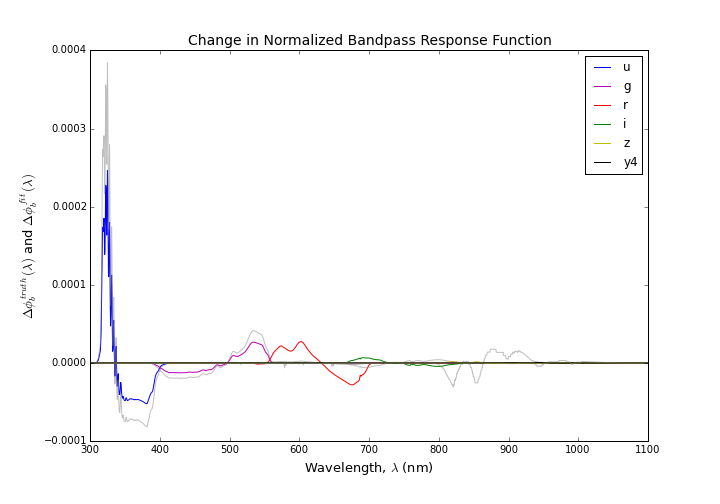 Change in Normalized Bandpass Response Function
0.0004
0.0003
0.0002
0.0001
0.0000
−0.0001
Δϕ_b^{truth}(λ) and Δϕ_b^{fit}(λ)
u
g
r
i
z
y4
300 400 500 600 700 800 900 1000 1100
Wavelength, λ (nm)